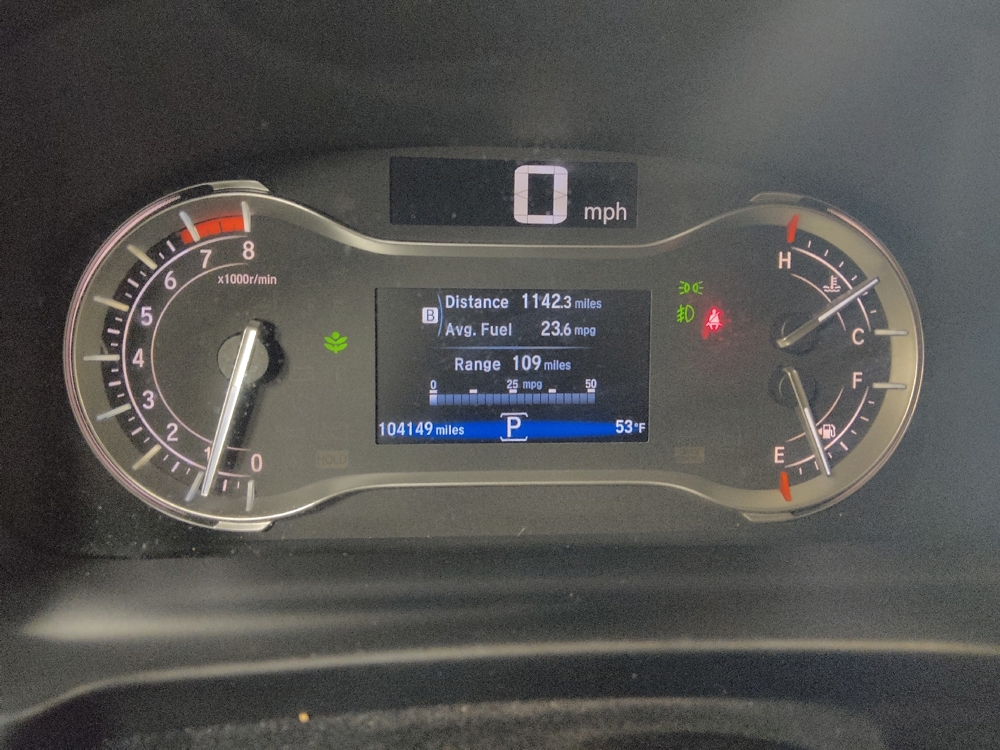 0 mph
8
7
6
5
4
3
2
1
0
x1000r/min
B
Distance 1142.3 miles
Avg. Fuel 23.6 mpg
Range 109 miles
0 25 mpg 50
104149 miles P 53°F
HOLD
H
C
F
E